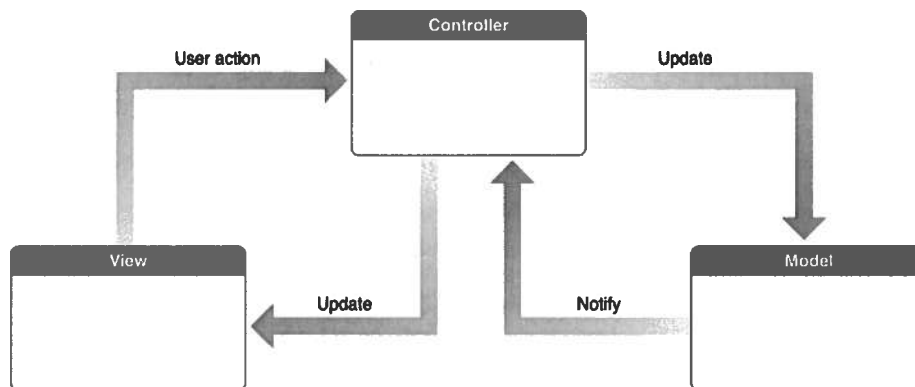 Controller
User action
Update
View
Model
Update
Notify